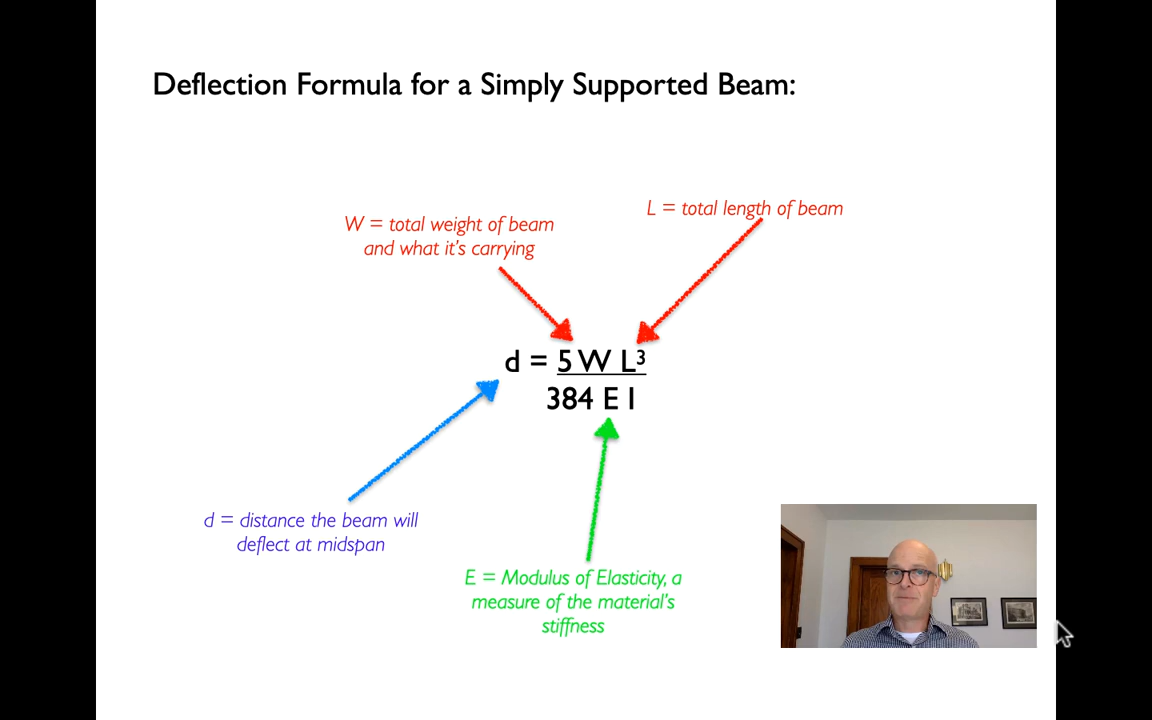 Deflection Formula for a Simply Supported Beam:
W = total weight of beam
and what it's carrying
L = total length of beam
d = 5 W L³
384 E I
d = distance the beam will
deflect at midspan
E = Modulus of Elasticity, a
measure of the material's
stiffness